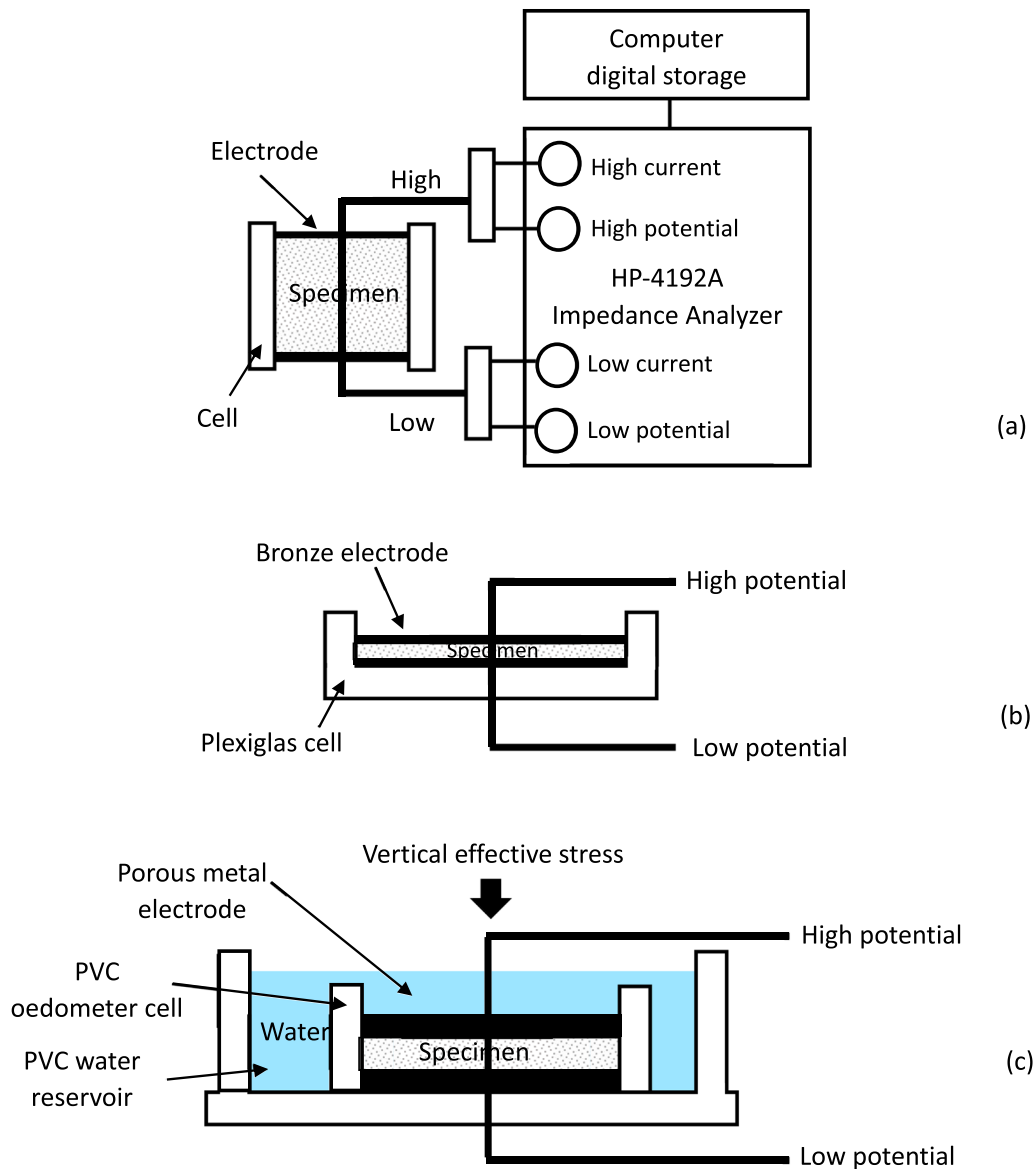 Computer
digital storage
Electrode
High
High current
High potential
HP-4192A
Impedance Analyzer
Specimen
Low current
Cell
Low
Low potential
(a)
Bronze electrode
High potential
Specimen
Plexiglas cell
Low potential
(b)
Vertical effective stress
Porous metal
electrode
High potential
PVC
oedometer cell
Water
Specimen
PVC water
reservoir
(c)
Low potential